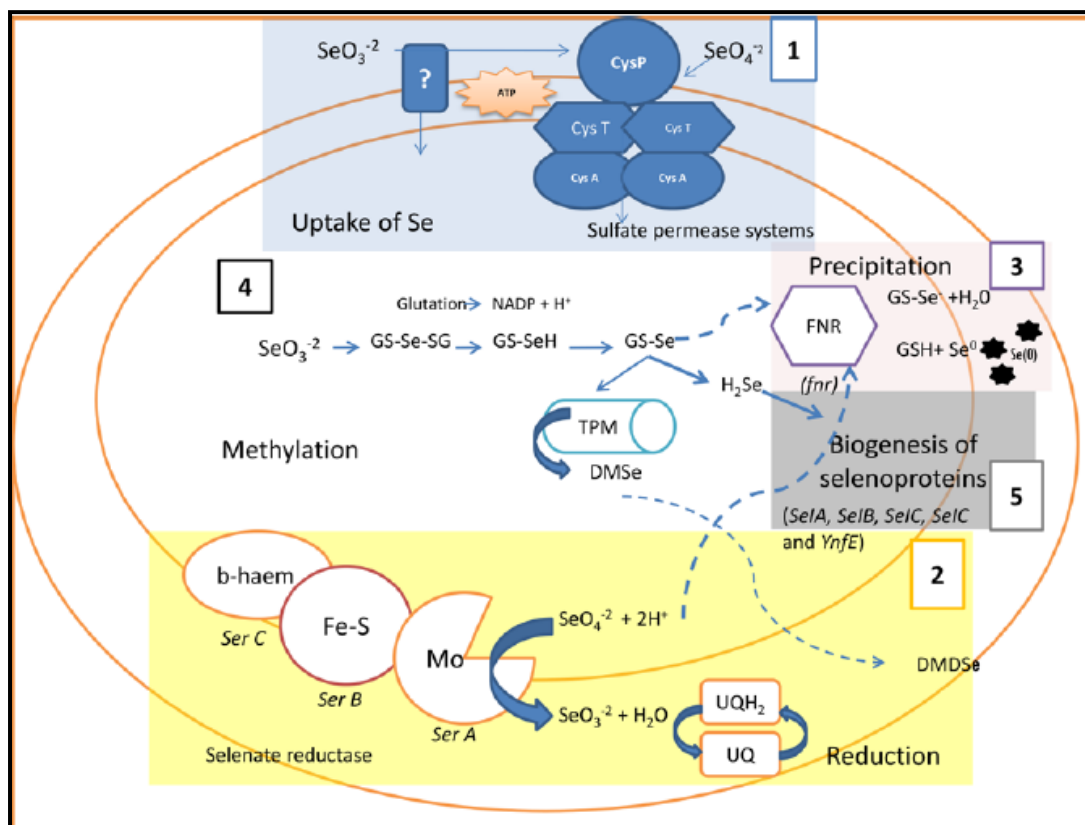 SeO₃⁻²
CysP
SeO₄⁻²
1
?
ATP
Cys T
Cys T
Cys A
Cys A
Uptake of Se
Sulfate permease systems
4
Glutation
NADP + H⁺
SeO₃⁻²
GS-Se-SG
GS-SeH
GS-Se
Precipitation
3
FNR
(fnr)
GS-Se⁻ +H₂0
GSH+ Se⁰
Se(0)
H₂Se
TPM
DMSe
Methylation
Biogenesis of
selenoproteins
5
(SelA, SelB, SelC, SelC
and YnfE)
2
b-haem
Ser C
Fe-S
Ser B
Mo
Ser A
SeO₄⁻² + 2H⁺
SeO₃⁻² + H₂O
UQH₂
UQ
DMDSe
Selenate reductase
Reduction